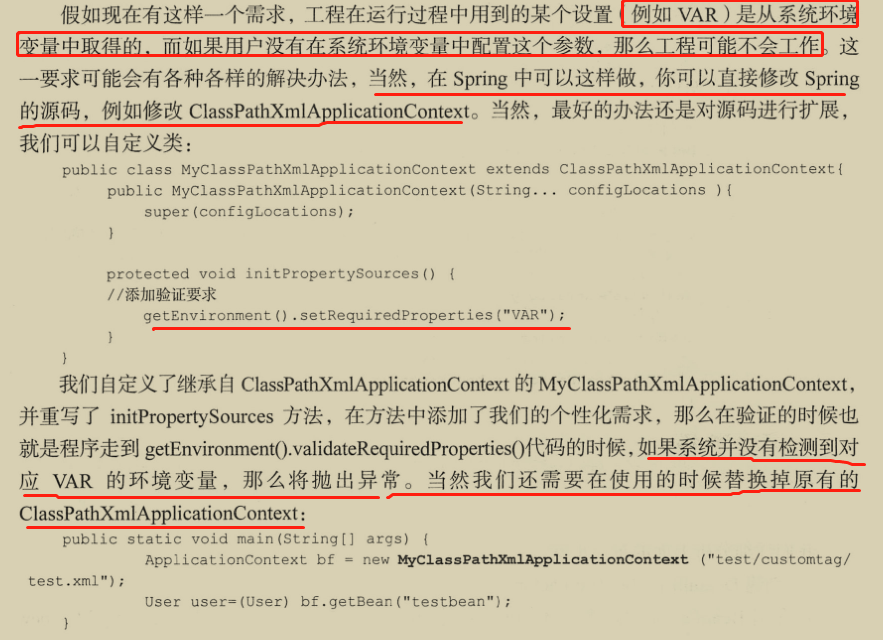 假如现在有这样一个需求，工程在运行过程中用到的某个设置（例如 VAR）是从系统环境
变量中取得的，而如果用户没有在系统环境变量中配置这个参数，那么工程可能不会工作。这
一要求可能会有各种各样的解决办法，当然，在 Spring 中可以这样做，你可以直接修改 Spring
的源码，例如修改 ClassPathXmlApplicationContext。当然，最好的办法还是对源码进行扩展，
我们可以自定义类：
public class MyClassPathXmlApplicationContext extends ClassPathXmlApplicationContext{
public MyClassPathXmlApplicationContext(String... configLocations ){
super(configLocations);
}
protected void initPropertySources() {
//添加验证要求
getEnvironment().setRequiredProperties("VAR");
}
}
我们自定义了继承自 ClassPathXmlApplicationContext 的 MyClassPathXmlApplicationContext，
并重写了 initPropertySources 方法，在方法中添加了我们的个性化需求，那么在验证的时候也
就是程序走到 getEnvironment().validateRequiredProperties()代码的时候，如果系统并没有检测到对
应 VAR 的环境变量，那么将抛出异常。当然我们还需要在使用的时候替换掉原有的
ClassPathXmlApplicationContext：
public static void main(String[] args) {
ApplicationContext bf = new MyClassPathXmlApplicationContext ("test/customtag/
test.xml");
User user=(User) bf.getBean("testbean");
}